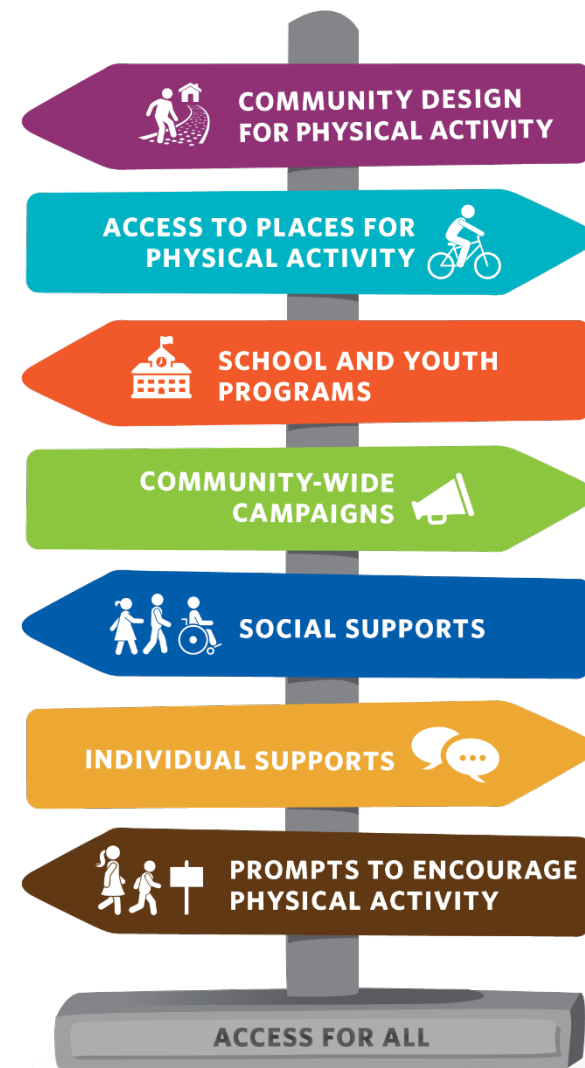 COMMUNITY DESIGN
FOR PHYSICAL ACTIVITY
ACCESS TO PLACES FOR
PHYSICAL ACTIVITY
SCHOOL AND YOUTH
PROGRAMS
COMMUNITY-WIDE
CAMPAIGNS
SOCIAL SUPPORTS
INDIVIDUAL SUPPORTS
PROMPTS TO ENCOURAGE
PHYSICAL ACTIVITY
ACCESS FOR ALL